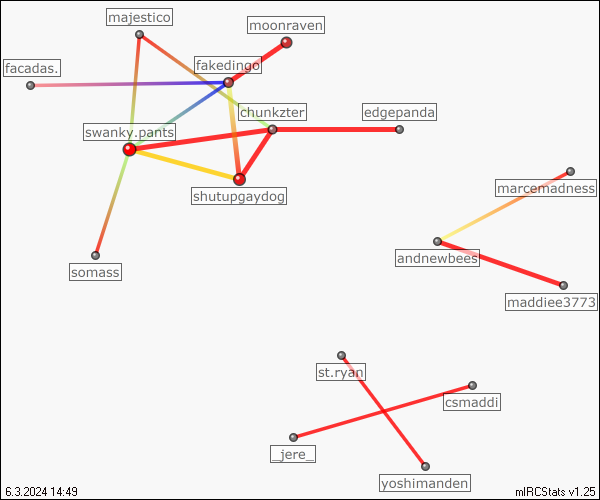 majestico
moonraven
facadas.
fakedingo
chunkzter
edgepanda
swanky.pants
shutupgaydog
marcemadness
andnewbees
somass
maddiee3773
st.ryan
csmaddi
_jere_
yoshimanden
6.3.2024 14:49
mIRCStats v1.25